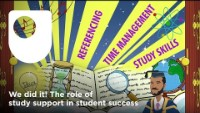 REFERENCING
TIME MANAGEMENT
STUDY SKILLS
We did it! The role of
study support in student success